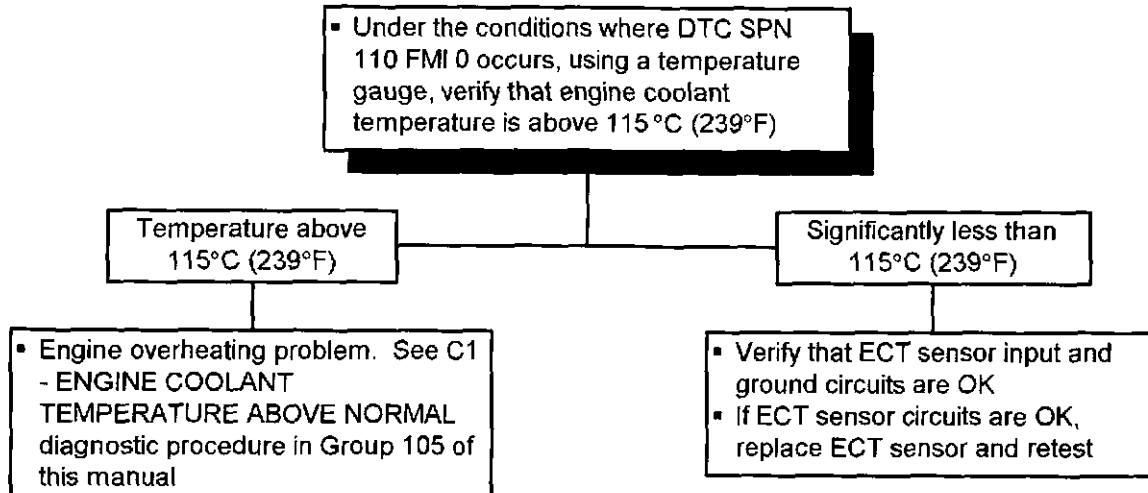 ▪ Under the conditions where DTC SPN
110 FMI 0 occurs, using a temperature
gauge, verify that engine coolant
temperature is above 115°C (239°F)
Temperature above
115°C (239°F)
Significantly less than
115°C (239°F)
▪ Engine overheating problem. See C1
- ENGINE COOLANT
TEMPERATURE ABOVE NORMAL
diagnostic procedure in Group 105 of
this manual
▪ Verify that ECT sensor input and
ground circuits are OK
▪ If ECT sensor circuits are OK,
replace ECT sensor and retest